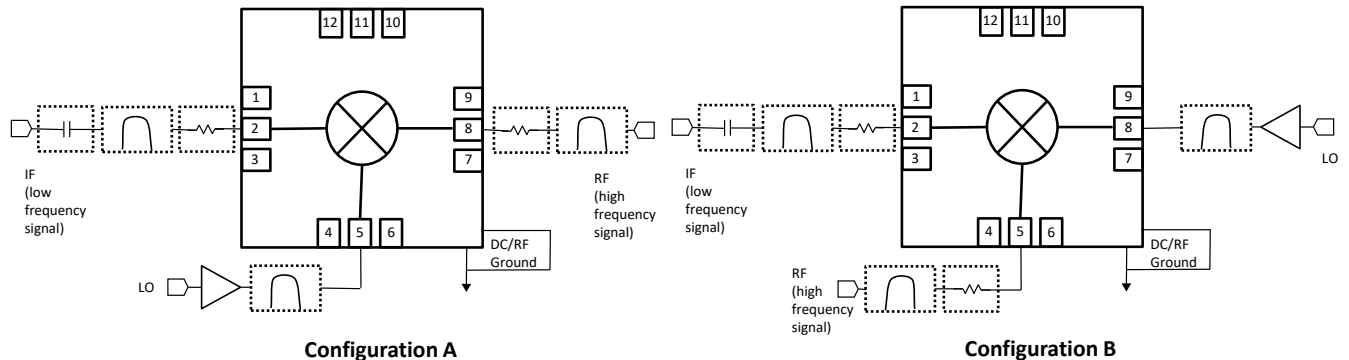 12 11 10
1
2
3
9
8
7
4 5 6
IF
(low
frequency
signal)
RF
(high
frequency
signal)
DC/RF
Ground
LO
Configuration A
12 11 10
1
2
3
9
8
7
4 5 6
IF
(low
frequency
signal)
LO
DC/RF
Ground
RF
(high
frequency
signal)
Configuration B